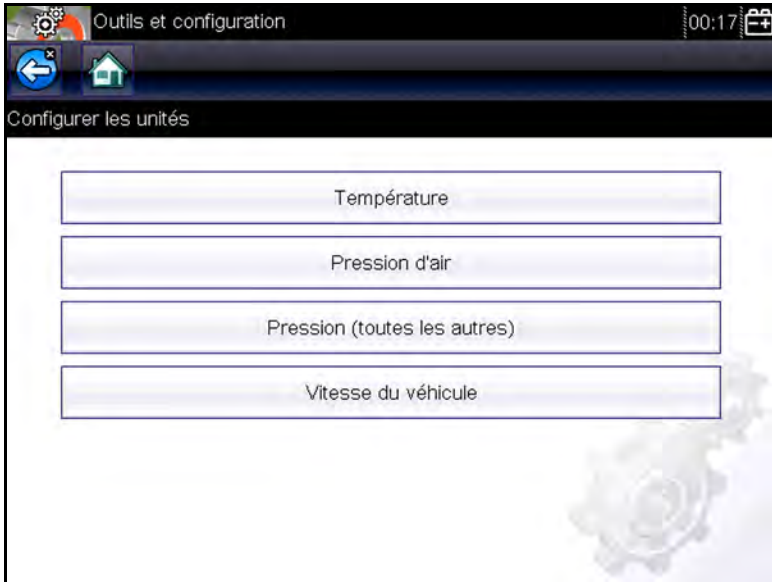 Outils et configuration
00:17
Configurer les unités
Température
Pression d'air
Pression (toutes les autres)
Vitesse du véhicule